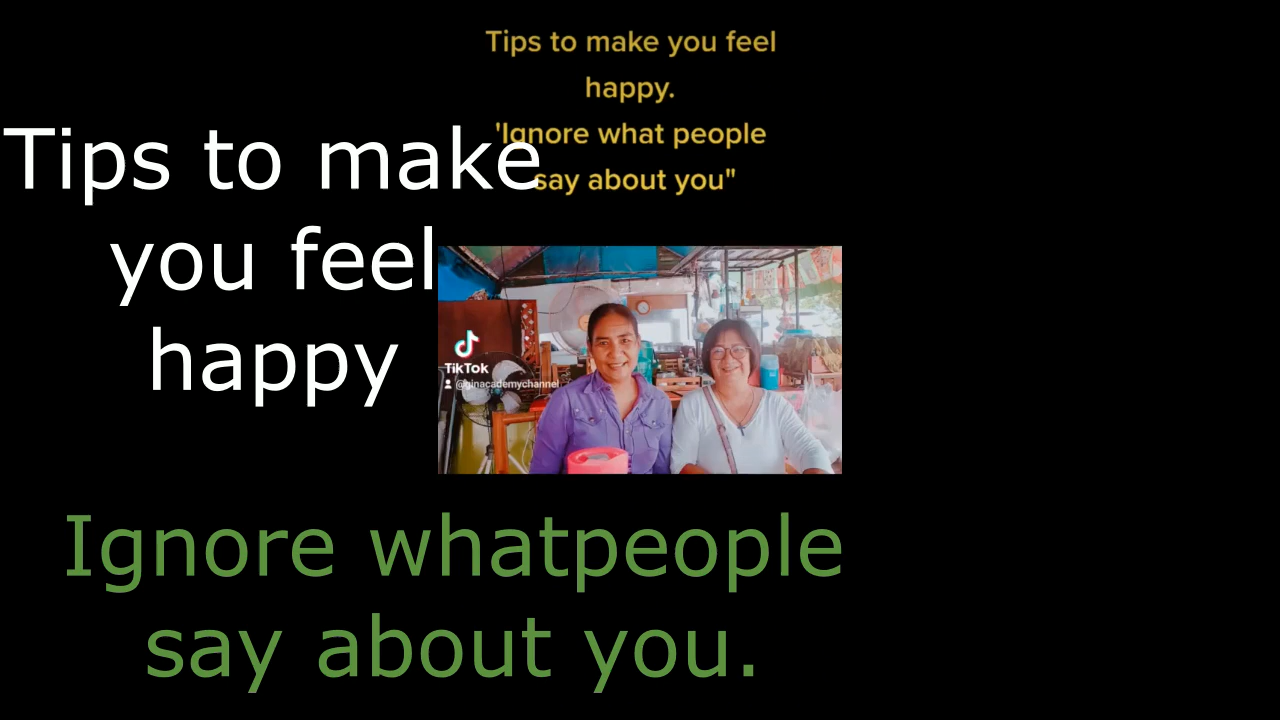 Tips to make you feel
happy.
'Ignore what people
say about you"
Tips to make
you feel
happy
TikTok
@ginacademychannel
Ignore whatpeople
say about you.